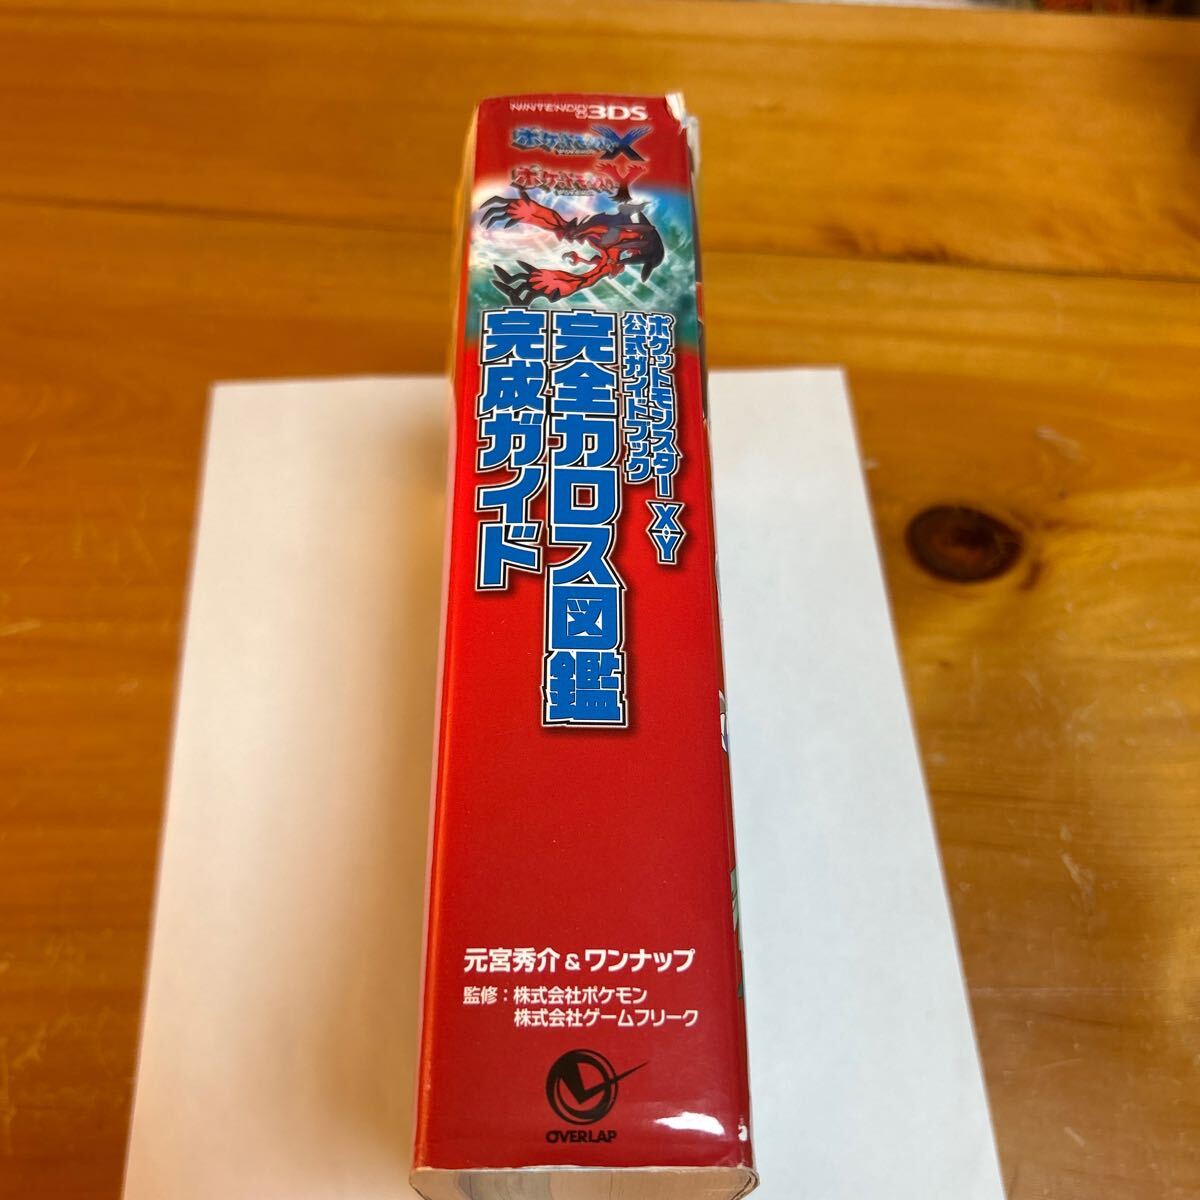 NINTENDO 3DS
ポケットモンスター X
ポケットモンスター Y
ポケットモンスター X・Y
公式ガイドブック
完全カロス図鑑
完成ガイド
元宮秀介&ワンナップ
監修：株式会社ポケモン
株式会社ゲームフリーク
OVERLAP